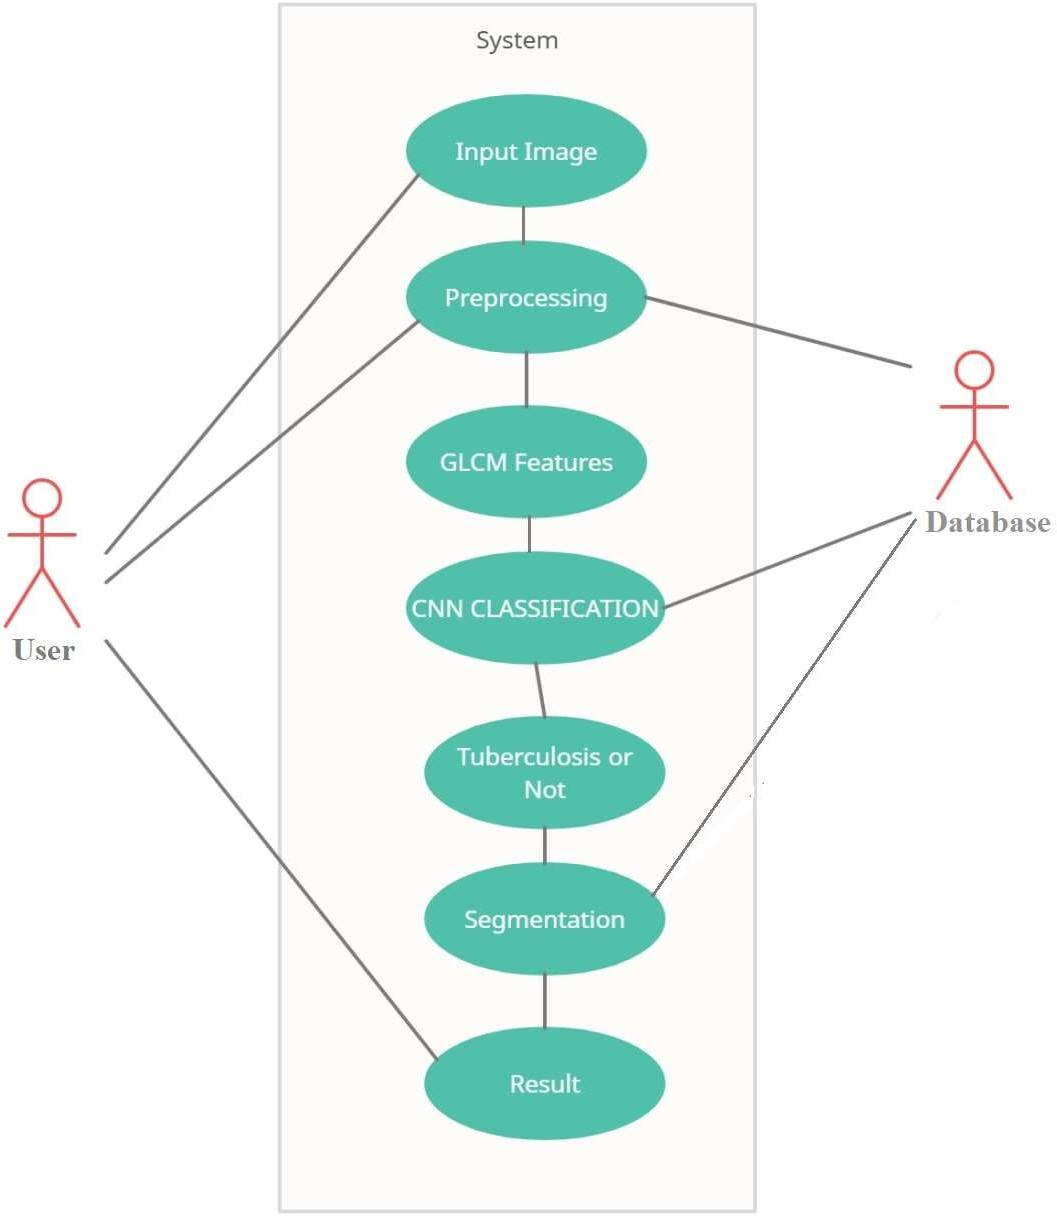 System
Input Image
Preprocessing
GLCM Features
Database
CNN CLASSIFICATION
User
Tuberculosis or
Not
Segmentation
Result